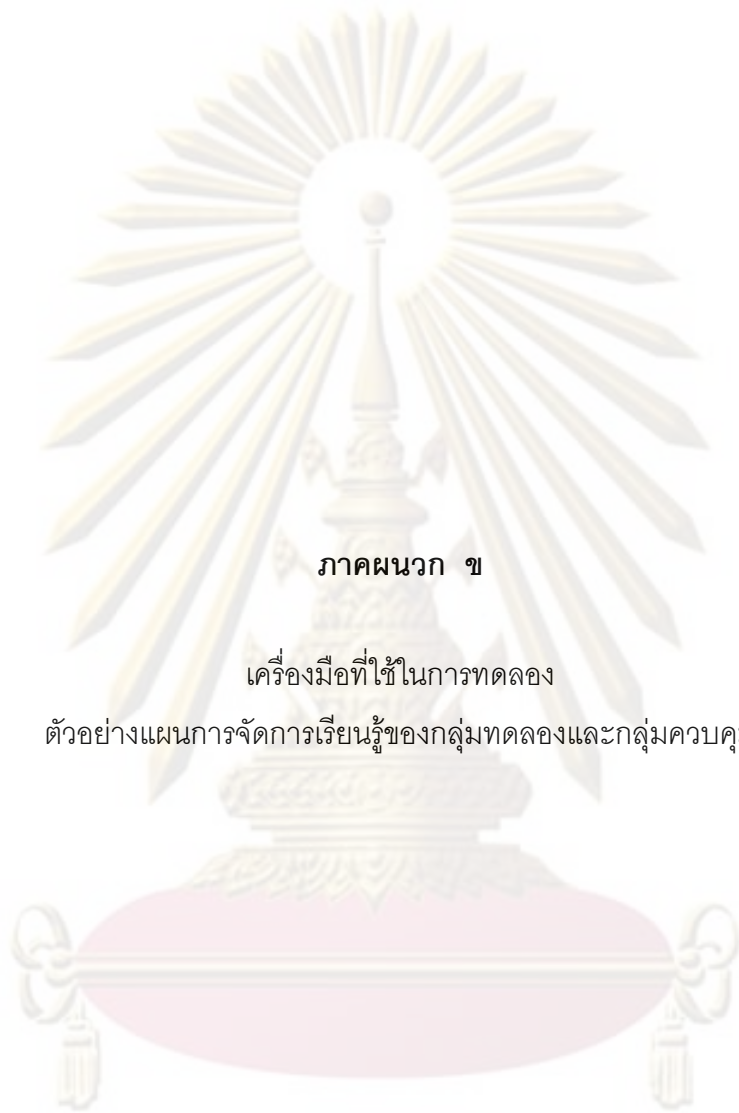 ภาคผนวก ข
เครื่องมือที่ใช้ในการทดลอง
ตัวอย่างแผนการจัดการเรียนรู้ของกลุ่มทดลองและกลุ่มควบคุ